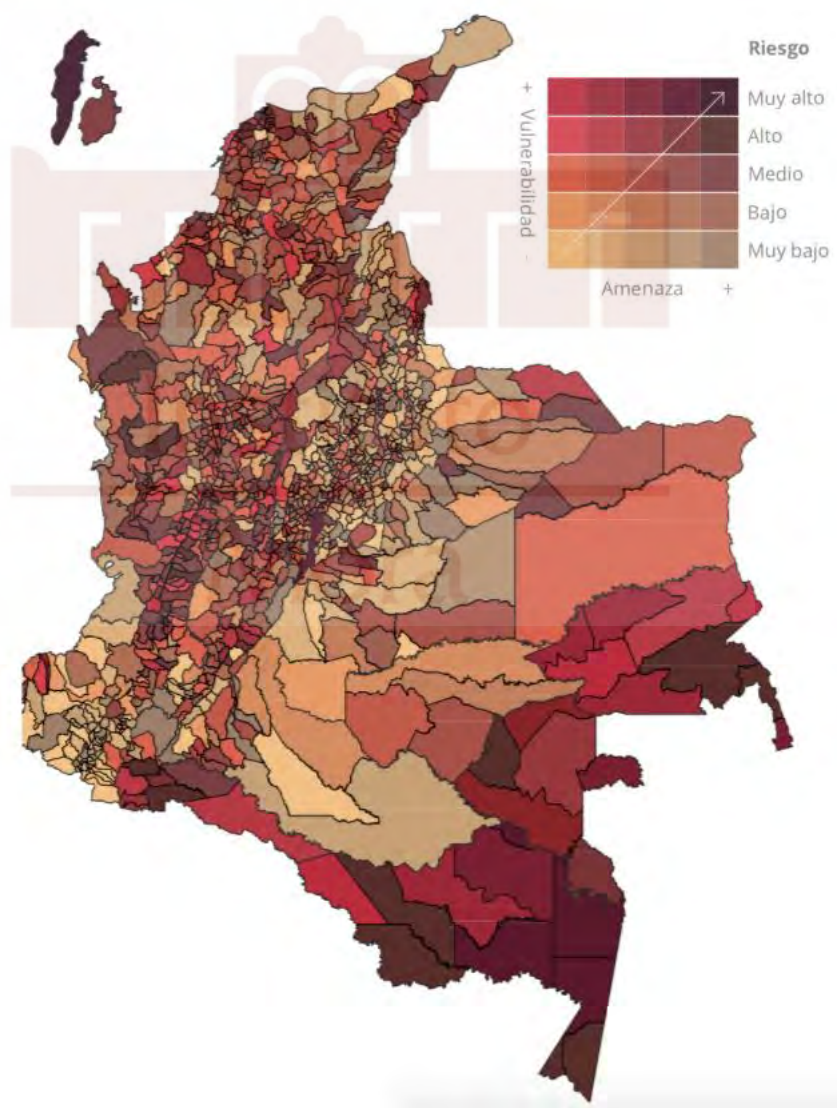 Riesgo
+
Muy alto
Alto
Vulnerabilidad
Medio
Bajo
-
Muy bajo
Amenaza +